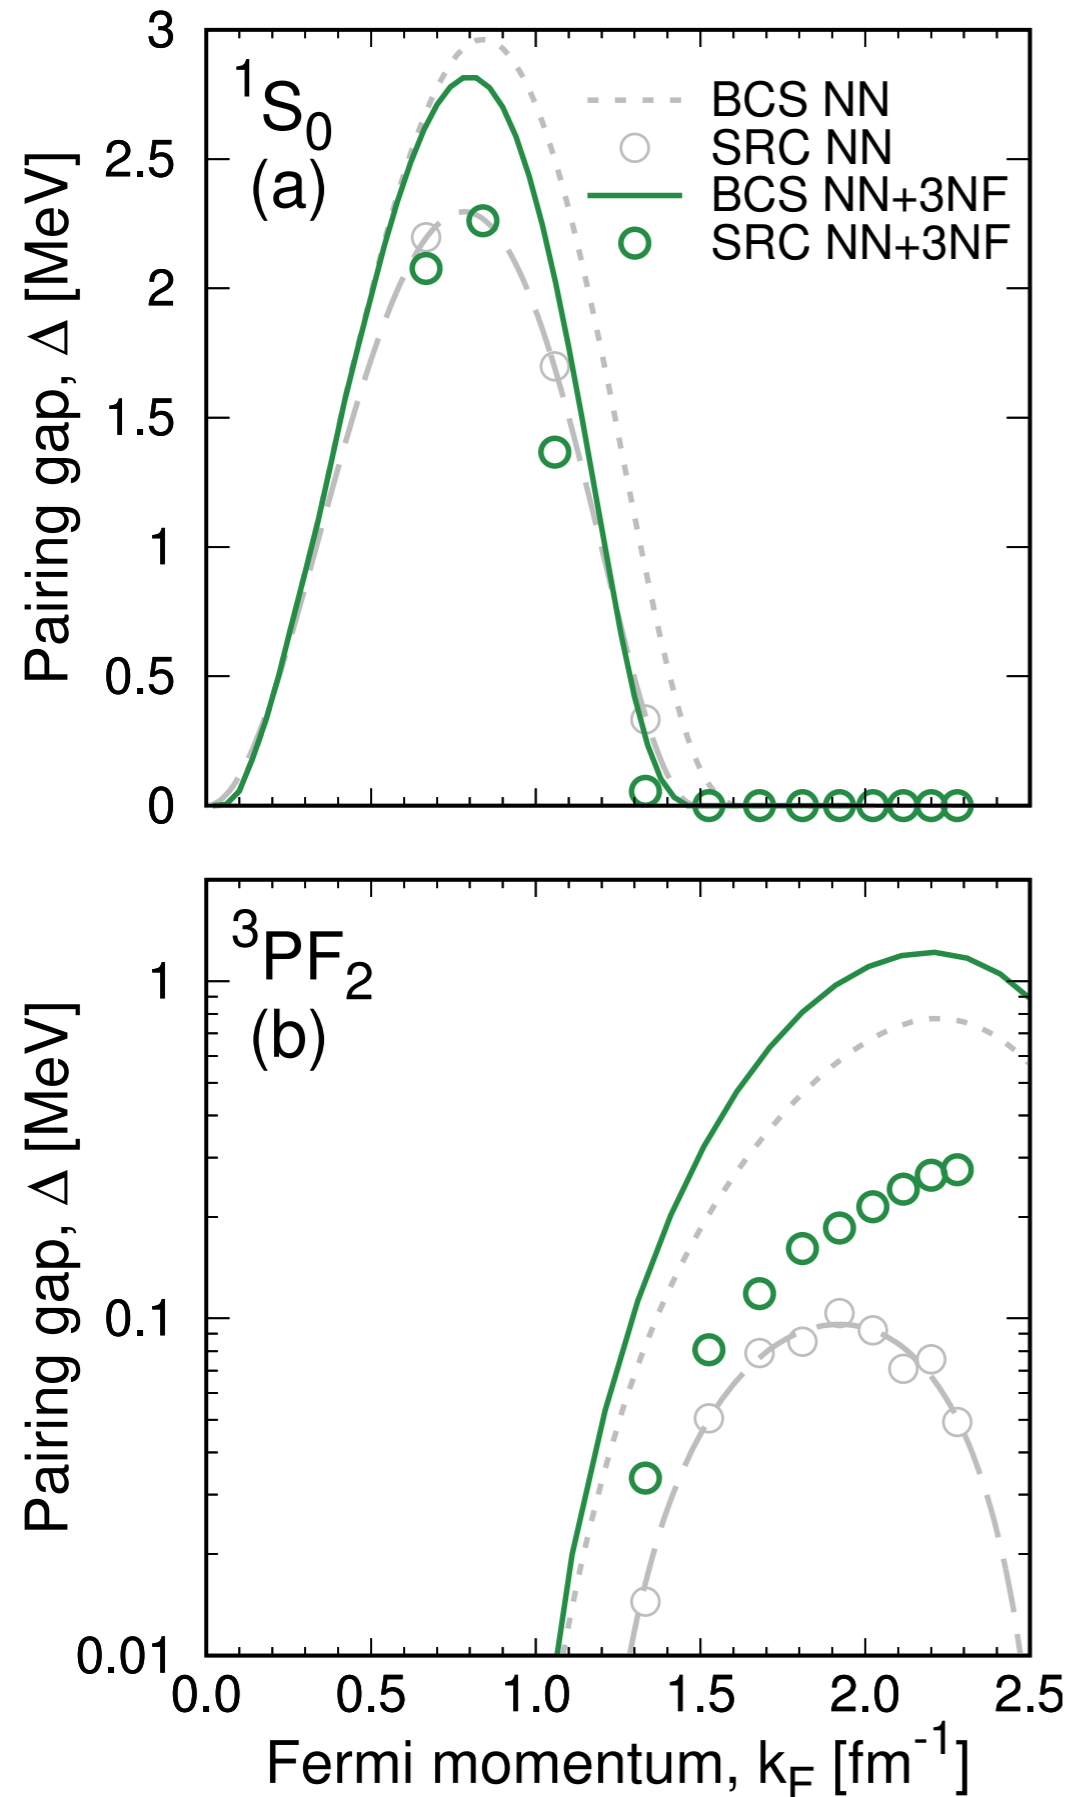 3
2.5
2
1.5
1
0.5
0
Pairing gap, Δ [MeV]
¹S₀
(a)
BCS NN
SRC NN
BCS NN+3NF
SRC NN+3NF
1
0.1
0.01
Pairing gap, Δ [MeV]
³PF₂
(b)
0.0 0.5 1.0 1.5 2.0 2.5
Fermi momentum, k_F [fm⁻¹]